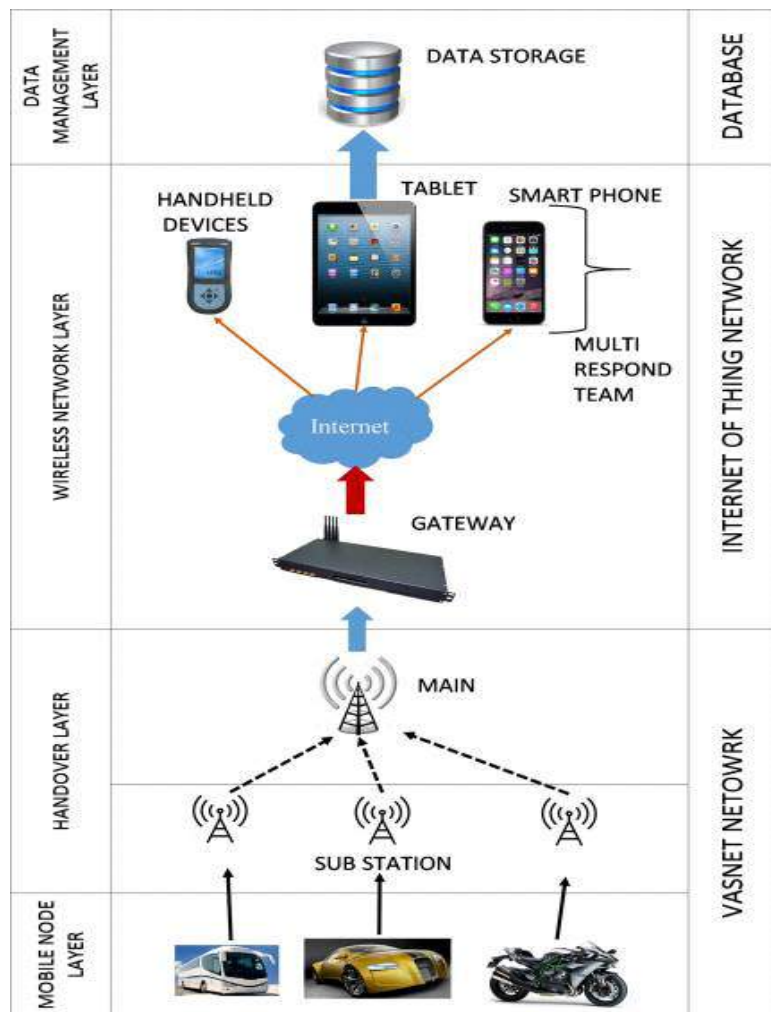 DATA
MANAGEMENT
LAYER
DATA STORAGE
DATABASE
WIRELESS NETWORK LAYER
HANDHELD
DEVICES
TABLET
SMART PHONE
MULTI
RESPOND
TEAM
Internet
GATEWAY
INTERNET OF THING NETWORK
HANDOVER LAYER
MAIN
SUB STATION
VASNET NETOWRK
MOBILE NODE
LAYER